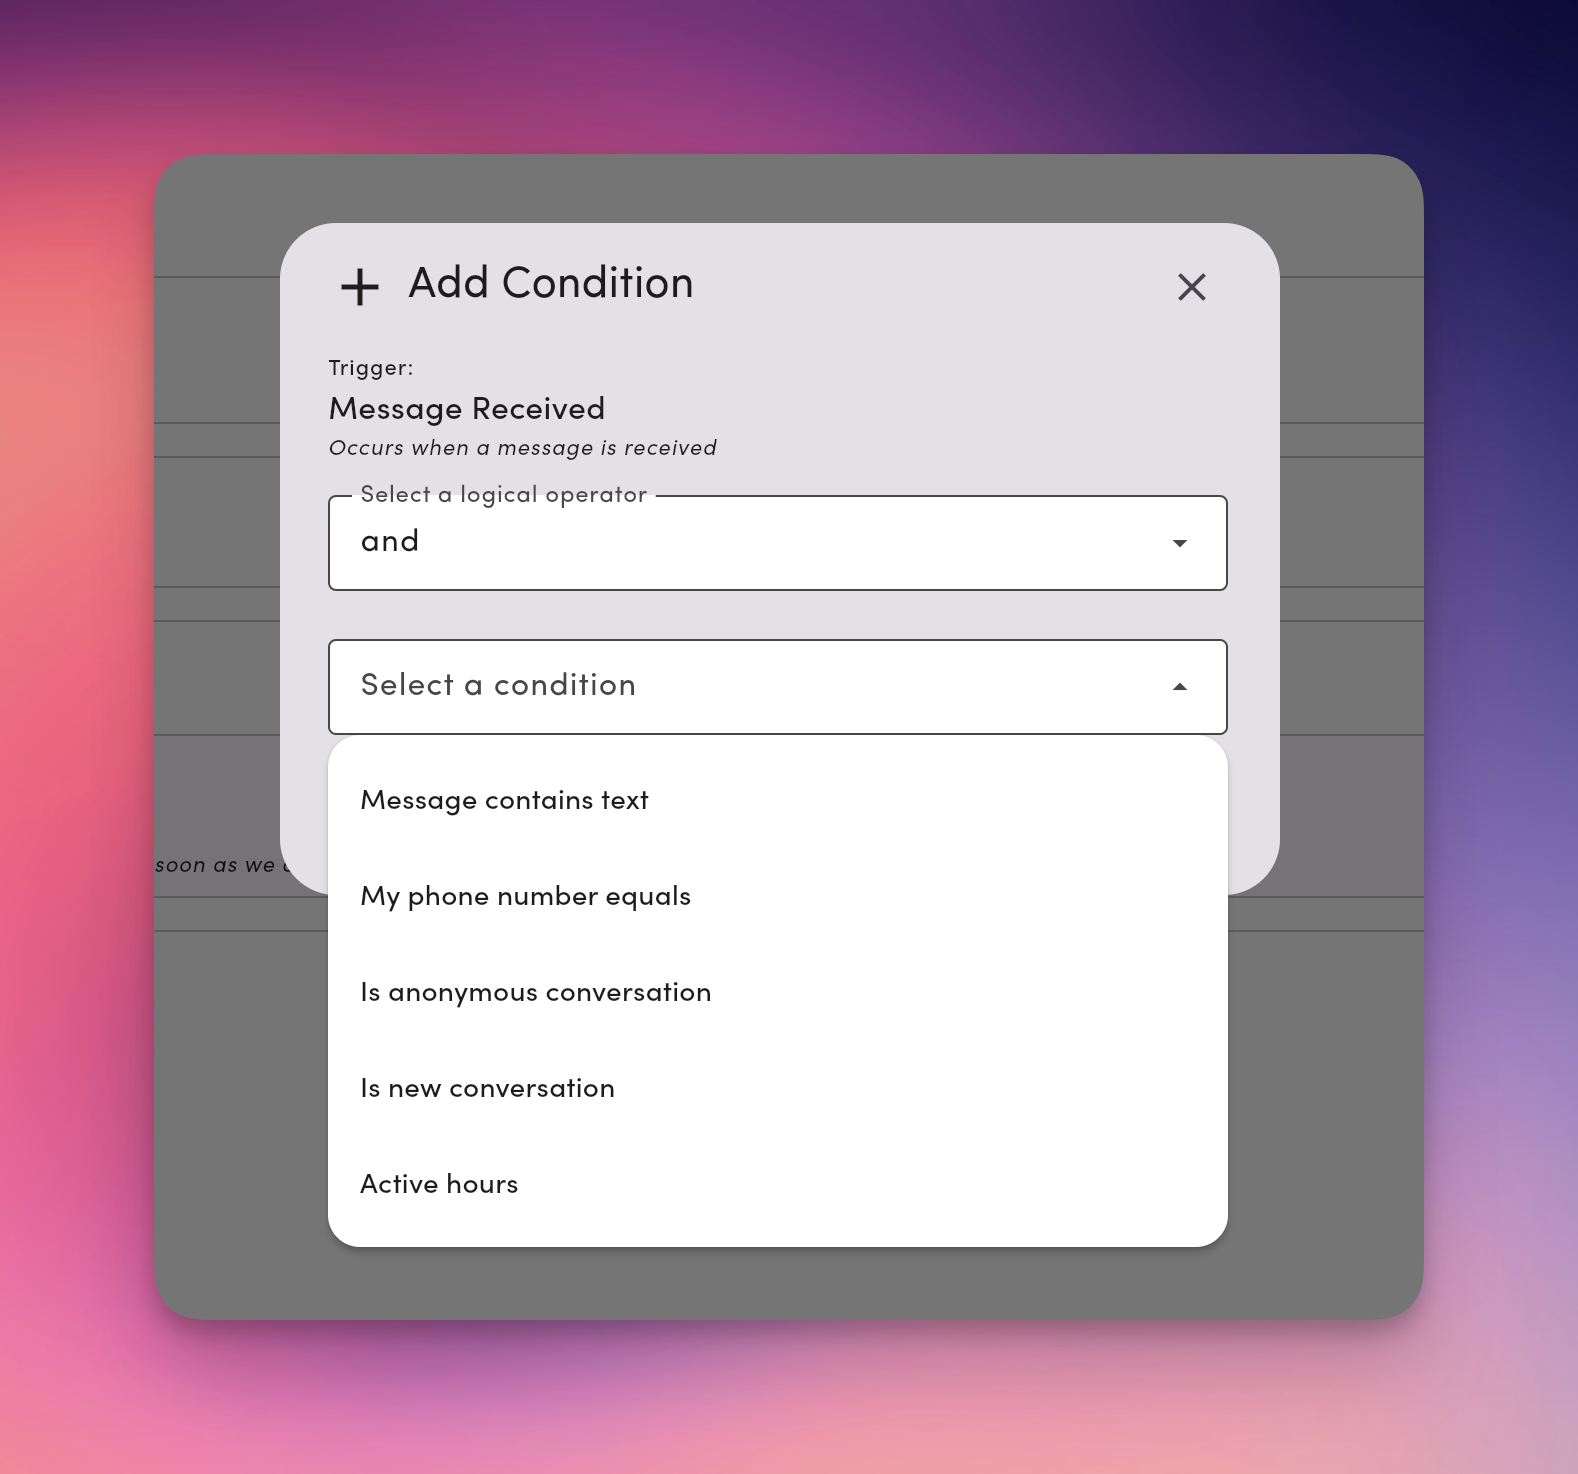 Add Condition
Trigger:
Message Received
Occurs when a message is received
Select a logical operator
and
Select a condition
Message contains text
My phone number equals
soon as we
Is anonymous conversation
Is new conversation
Active hours